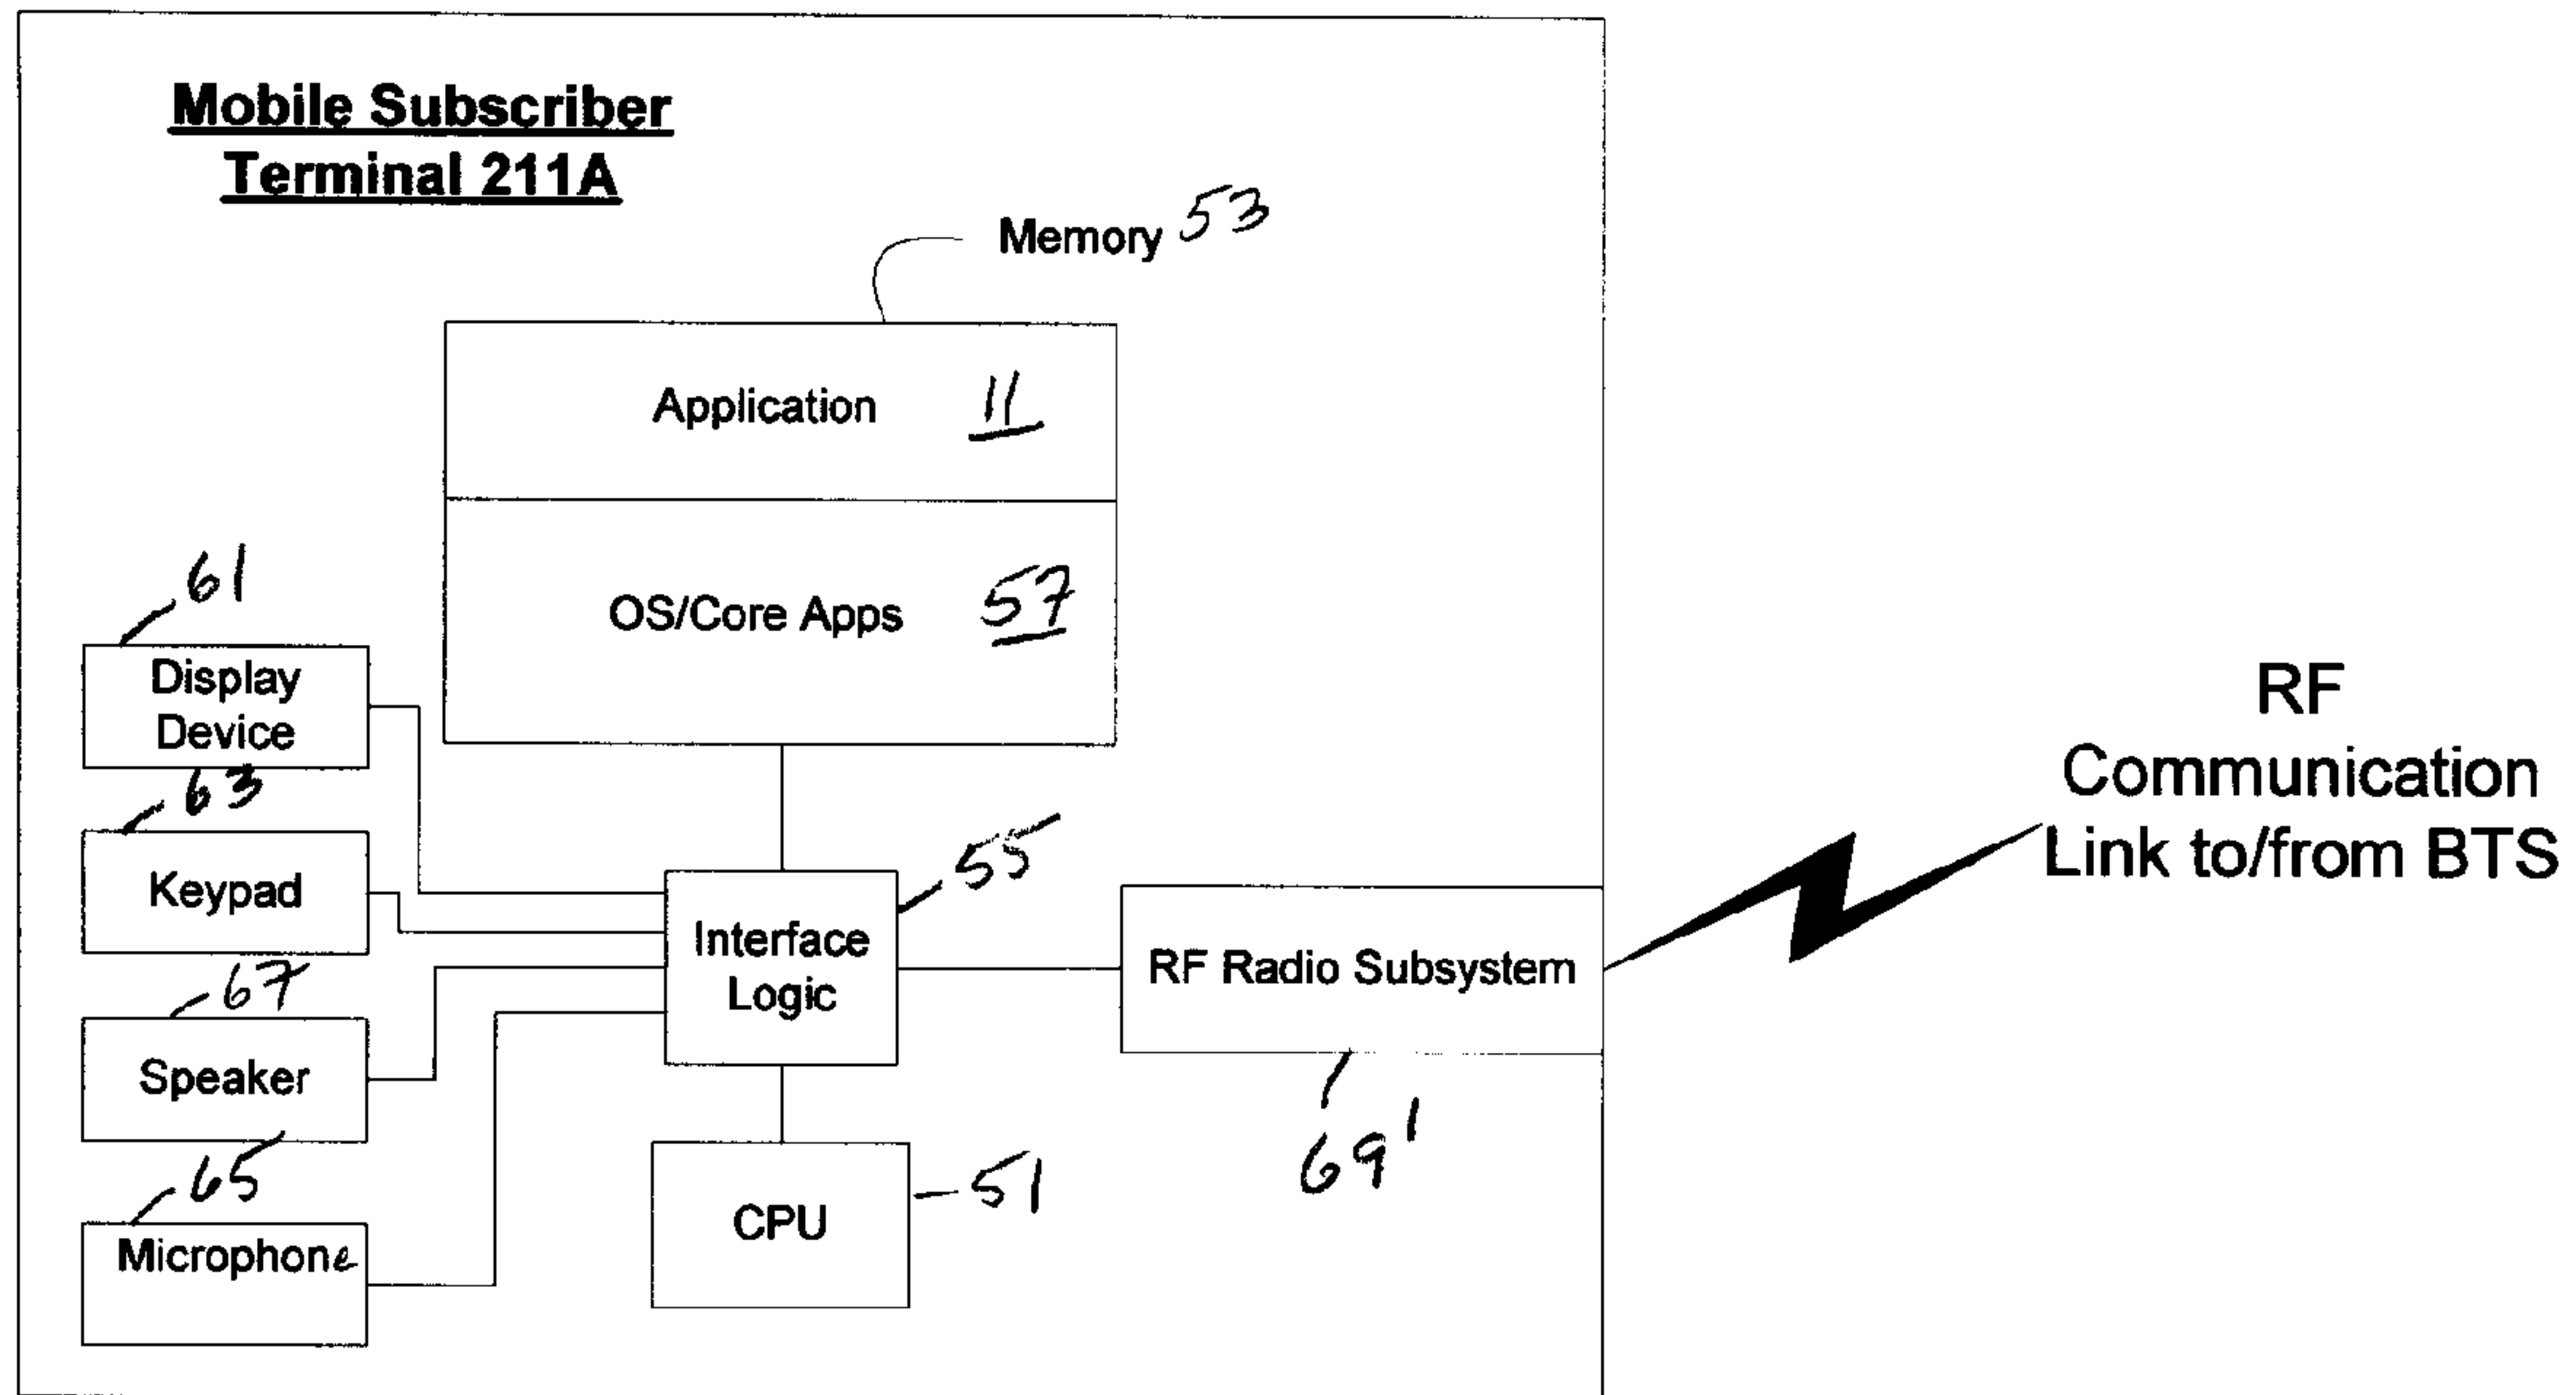 Mobile Subscriber
Terminal 211A
Memory 53
Application 11
OS/Core Apps 57
61
Display
Device
63
Keypad
67
Speaker
65
Microphone
55
Interface
Logic
CPU
51
RF Radio Subsystem
69'
RF
Communication
Link to/from BTS